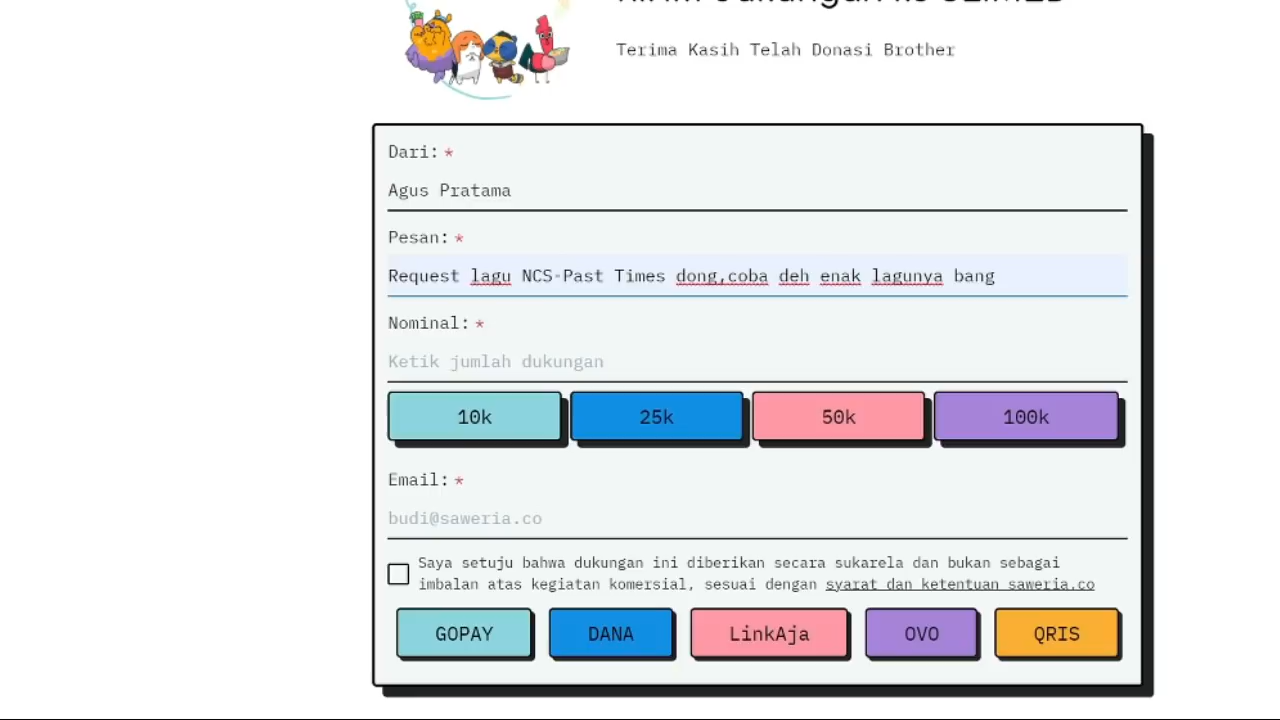 Terima Kasih Telah Donasi Brother
Dari: *
Agus Pratama
Pesan: *
Request lagu NCS-Past Times dong,coba deh enak lagunya bang
Nominal: *
Ketik jumlah dukungan
10k 25k 50k 100k
Email: *
budi@saweria.co
Saya setuju bahwa dukungan ini diberikan secara sukarela dan bukan sebagai
imbalan atas kegiatan komersial, sesuai dengan syarat dan ketentuan saweria.co
GOPAY DANA LinkAja OVO QRIS